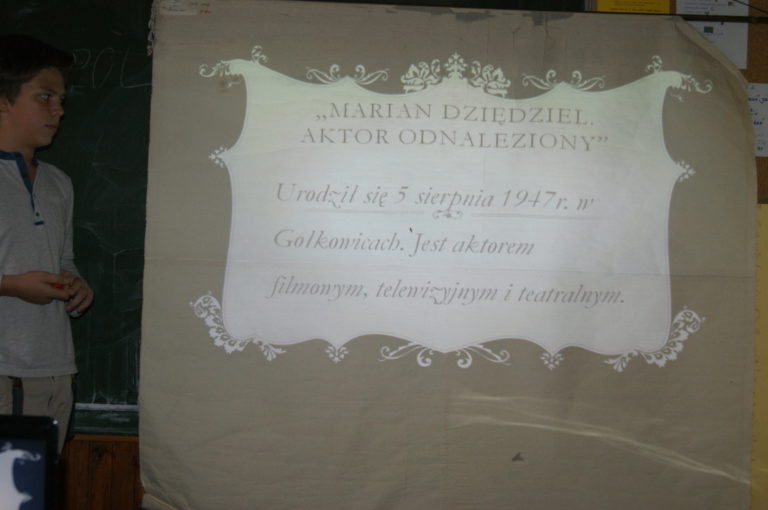 „MARIAN DZIĘDZIEL.
AKTOR ODNALEZIONY”
Urodził się 5 sierpnia 1947r. w
Gołkowicach. Jest aktorem
filmowym, telewizyjnym i teatralnym.